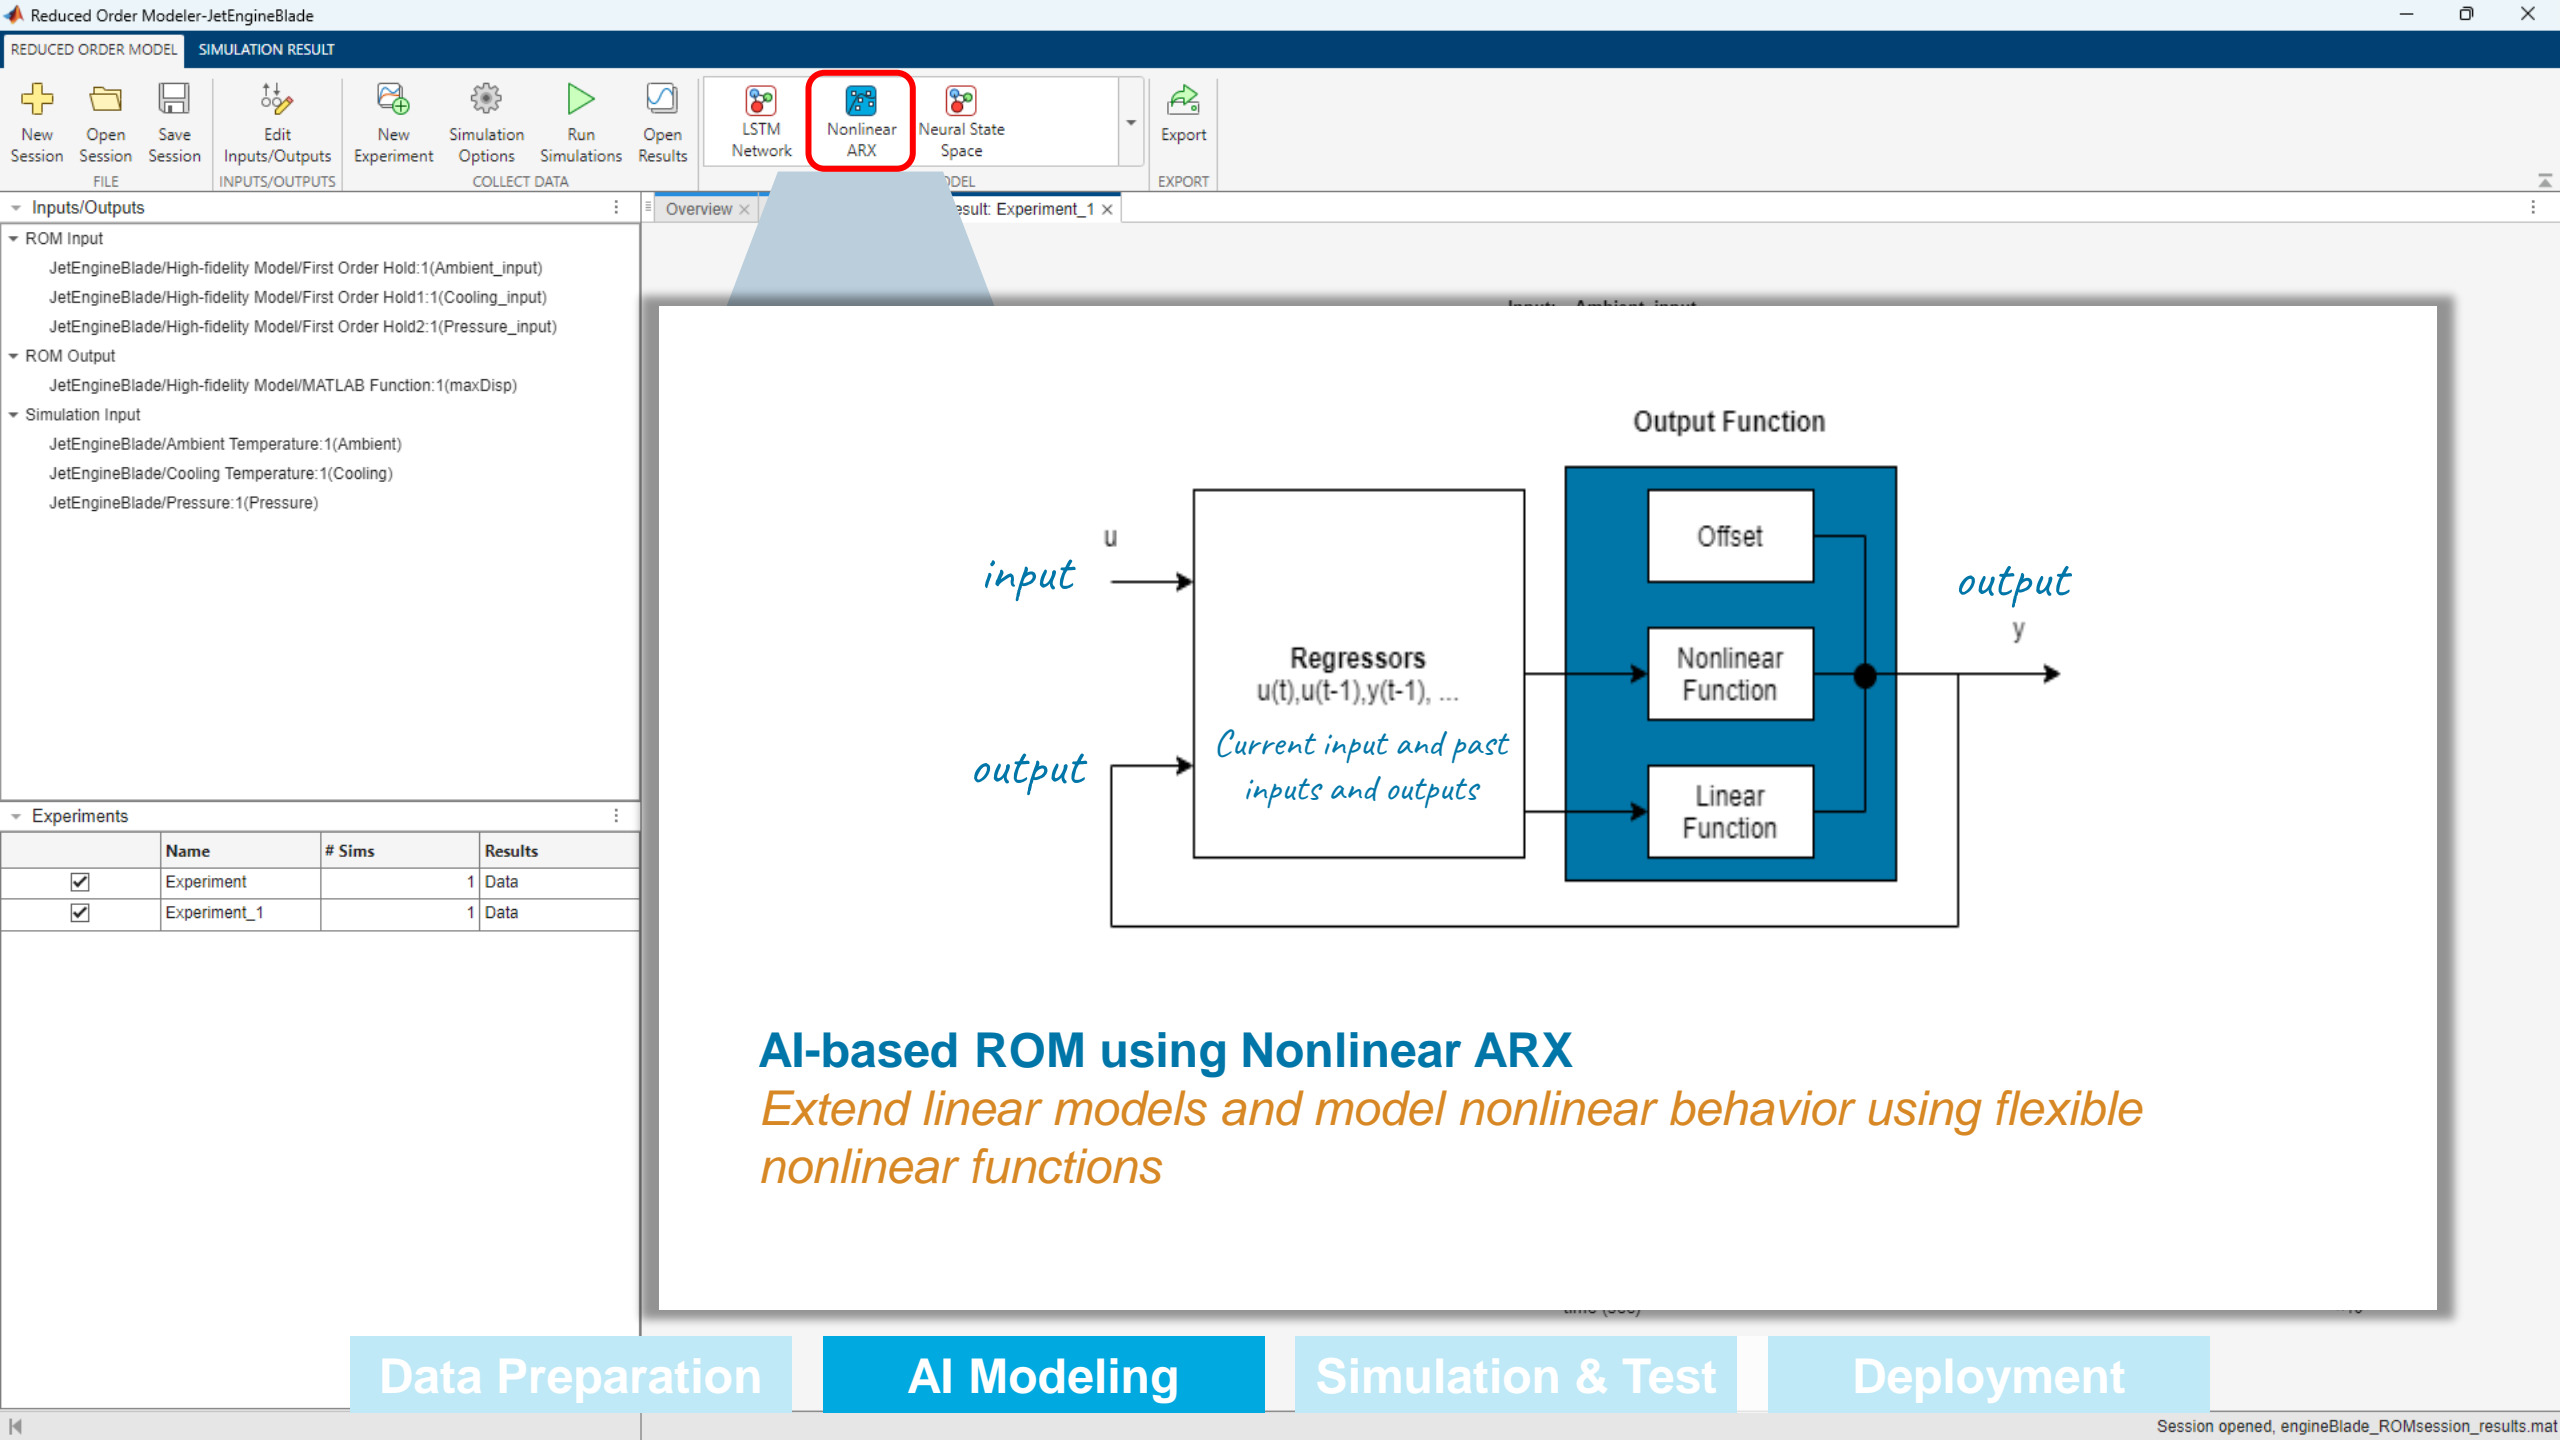 Reduced Order Modeler-JetEngineBlade
REDUCED ORDER MODEL SIMULATION RESULT
New
Session
Open
Session
Save
Session
Edit
Inputs/Outputs
New
Experiment
Simulation
Options
Run
Simulations
Open
Results
LSTM
Network
Nonlinear
ARX
Neural State
Space
Export
FILE
INPUTS/OUTPUTS
COLLECT DATA
EXPORT
Inputs/Outputs
Overview
Experiment_1
ROM Input
JetEngineBlade/High-fidelity Model/First Order Hold:1(Ambient_input)
JetEngineBlade/High-fidelity Model/First Order Hold1:1(Cooling_input)
JetEngineBlade/High-fidelity Model/First Order Hold2:1(Pressure_input)
ROM Output
JetEngineBlade/High-fidelity Model/MATLAB Function:1(maxDisp)
Simulation Input
JetEngineBlade/Ambient Temperature:1(Ambient)
JetEngineBlade/Cooling Temperature:1(Cooling)
JetEngineBlade/Pressure:1(Pressure)
Experiments
Name # Sims Results
Experiment 1 Data
Experiment_1 1 Data
Output Function
u
input
output
Regressors
u(t),u(t-1),y(t-1), ...
Current input and past
inputs and outputs
Offset
Nonlinear
Function
Linear
Function
output
y
AI-based ROM using Nonlinear ARX
Extend linear models and model nonlinear behavior using flexible
nonlinear functions
Data Preparation AI Modeling Simulation & Test Deployment
Session opened, engineBlade_ROMsession_results.mat